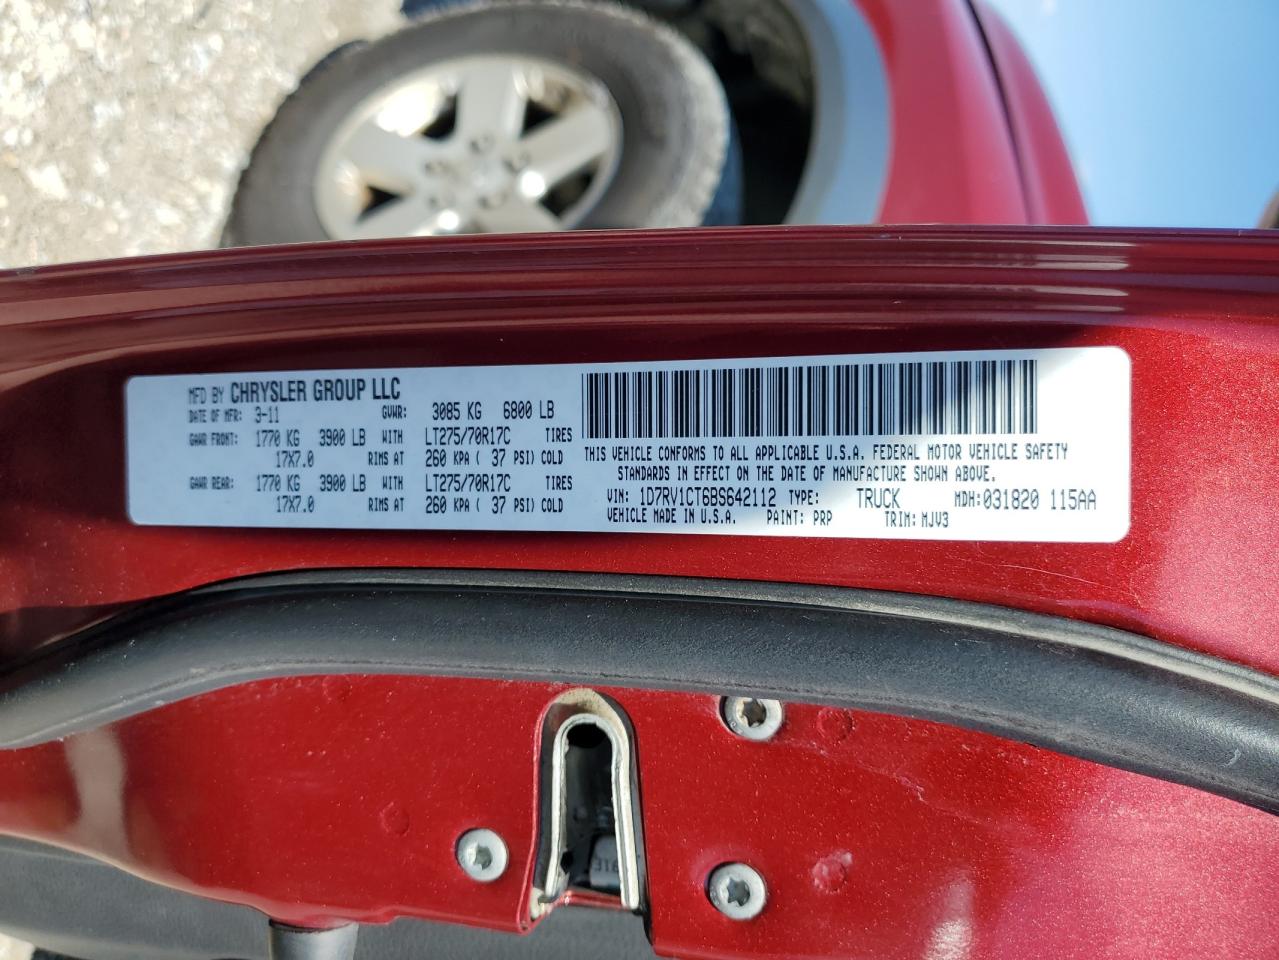 MFD BY CHRYSLER GROUP LLC
DATE OF MFR: 3-11 GVWR: 3085 KG 6800 LB
GAWR FRONT: 1770 KG 3900 LB WITH LT275/70R17C TIRES
17X7.0 RIMS AT 260 KPA ( 37 PSI) COLD
GAWR REAR: 1770 KG 3900 LB WITH LT275/70R17C TIRES
17X7.0 RIMS AT 260 KPA ( 37 PSI) COLD
THIS VEHICLE CONFORMS TO ALL APPLICABLE U.S.A. FEDERAL MOTOR VEHICLE SAFETY
STANDARDS IN EFFECT ON THE DATE OF MANUFACTURE SHOWN ABOVE.
VIN: 1D7RV1CT6BS642112 TYPE: TRUCK MDH:031820 115AA
VEHICLE MADE IN U.S.A. PAINT: PRP TRIM: MJV3